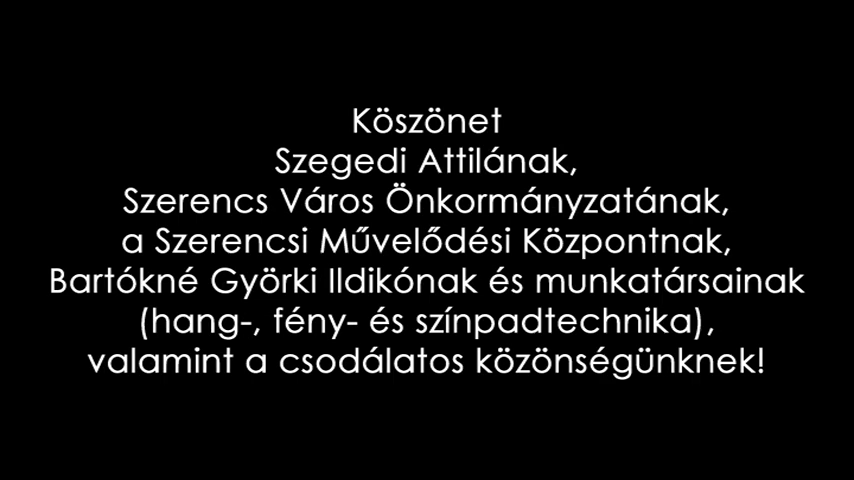 Köszönet
Szegedi Attilának,
Szerencs Város Önkormányzatának,
a Szerencsi Művelődési Központnak,
Bartókné Györki Ildikónak és munkatársainak
(hang-, fény- és színpadtechnika),
valamint a csodálatos közönségünknek!